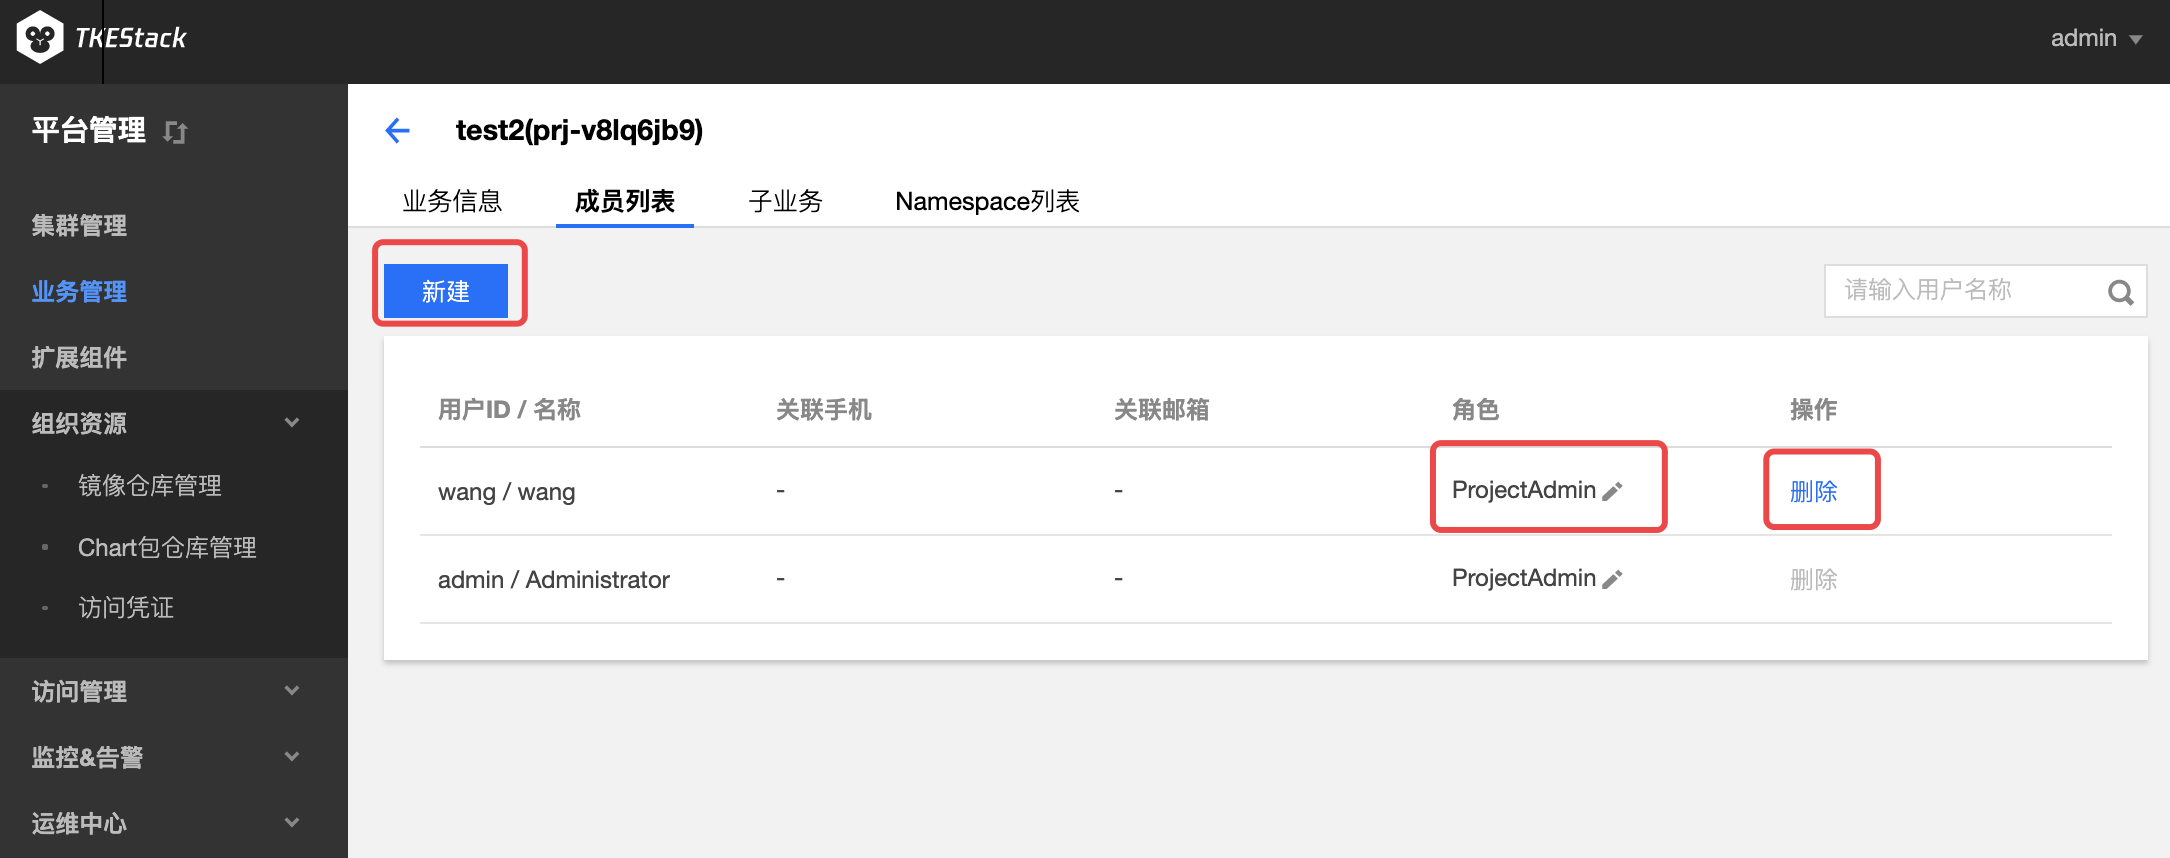 TKEStack
admin
平台管理
集群管理
业务管理
扩展组件
组织资源
镜像仓库管理
Chart包仓库管理
访问凭证
访问管理
监控&告警
运维中心
test2(prj-v8lq6jb9)
业务信息 成员列表 子业务 Namespace列表
新建
请输入用户名称
用户ID / 名称 关联手机 关联邮箱 角色 操作
wang / wang - - ProjectAdmin 删除
admin / Administrator - - ProjectAdmin 删除